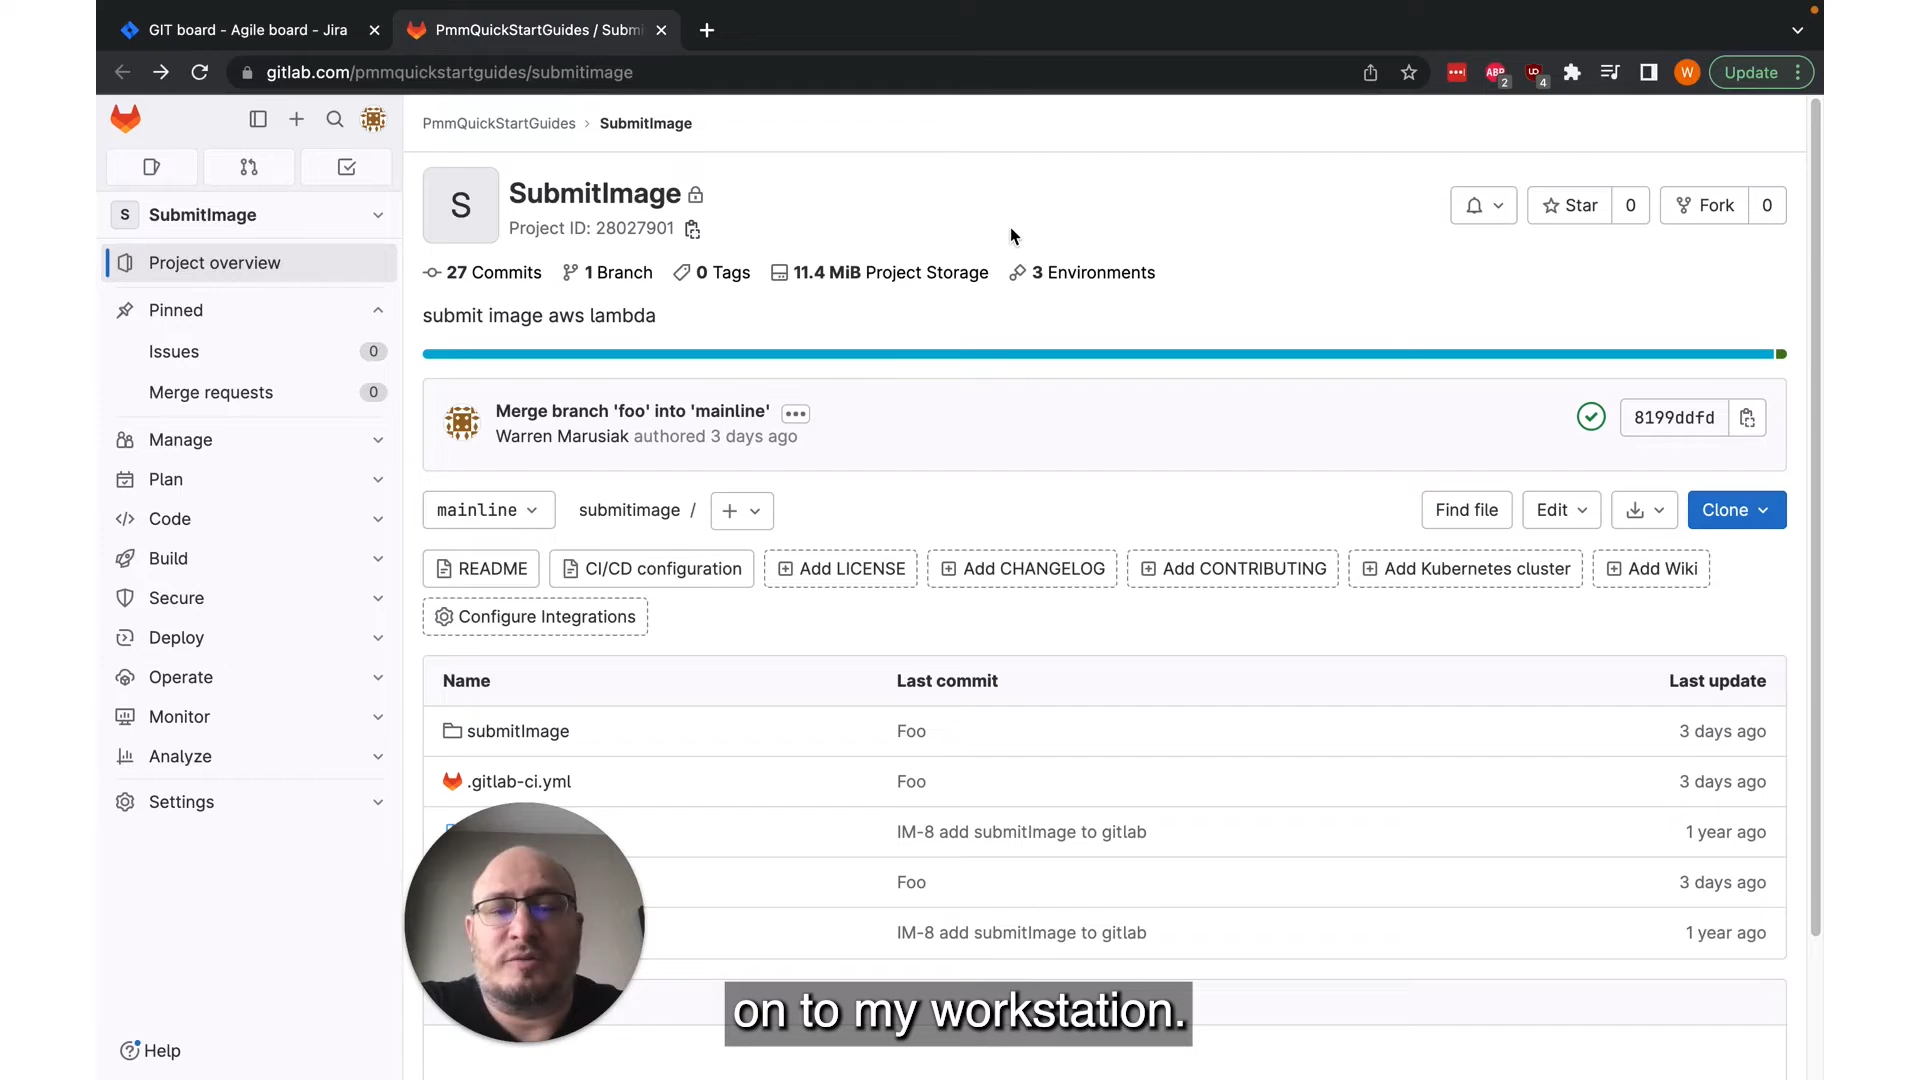 GIT board - Agile board - Jira
PmmQuickStartGuides / Subm
gitlab.com/pmmquickstartguides/submitimage
ABP 2
4
W
Update
PmmQuickStartGuides › SubmitImage
S SubmitImage
Project overview
Pinned
Issues 0
Merge requests 0
Manage
Plan
Code
Build
Secure
Deploy
Operate
Monitor
Analyze
Settings
Help
S
SubmitImage
Project ID: 28027901
Star 0
Fork 0
27 Commits 1 Branch 0 Tags 11.4 MiB Project Storage 3 Environments
submit image aws lambda
Merge branch 'foo' into 'mainline'
Warren Marusiak authored 3 days ago
8199ddfd
mainline submitimage / +
Find file Edit Clone
README CI/CD configuration Add LICENSE Add CHANGELOG Add CONTRIBUTING Add Kubernetes cluster Add Wiki
Configure Integrations
Name Last commit Last update
submitImage Foo 3 days ago
.gitlab-ci.yml Foo 3 days ago
IM-8 add submitImage to gitlab 1 year ago
Foo 3 days ago
IM-8 add submitImage to gitlab 1 year ago
on to my workstation.